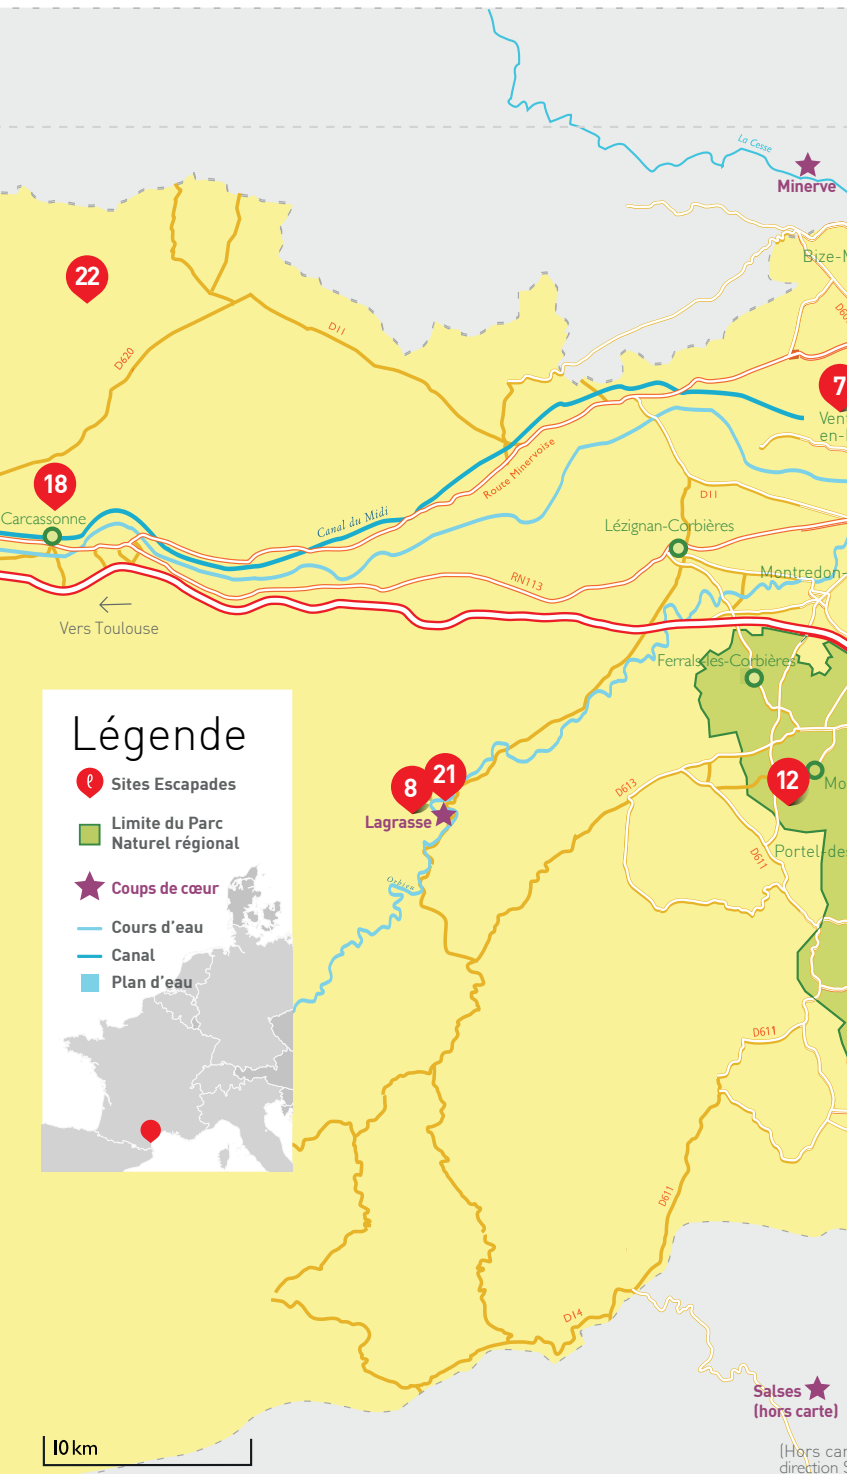 La Cesse
Minerve
Bize-M
22
D11
D620
D60
7
Ven
en-
18
Carcassonne
Route Minervoise
Canal du Midi
D11
Lézignan-Corbières
RN113
Montredon-
Vers Toulouse
Ferrals-les-Corbières
Légende
Sites Escapades
Limite du Parc
Naturel régional
Coups de cœur
Cours d'eau
Canal
Plan d'eau
8
21
Lagrasse
D613
12
Mo
D611
Portel-des
Orbieu
D611
D611
D14
Salses
(hors carte)
10 km
(Hors car
direction S